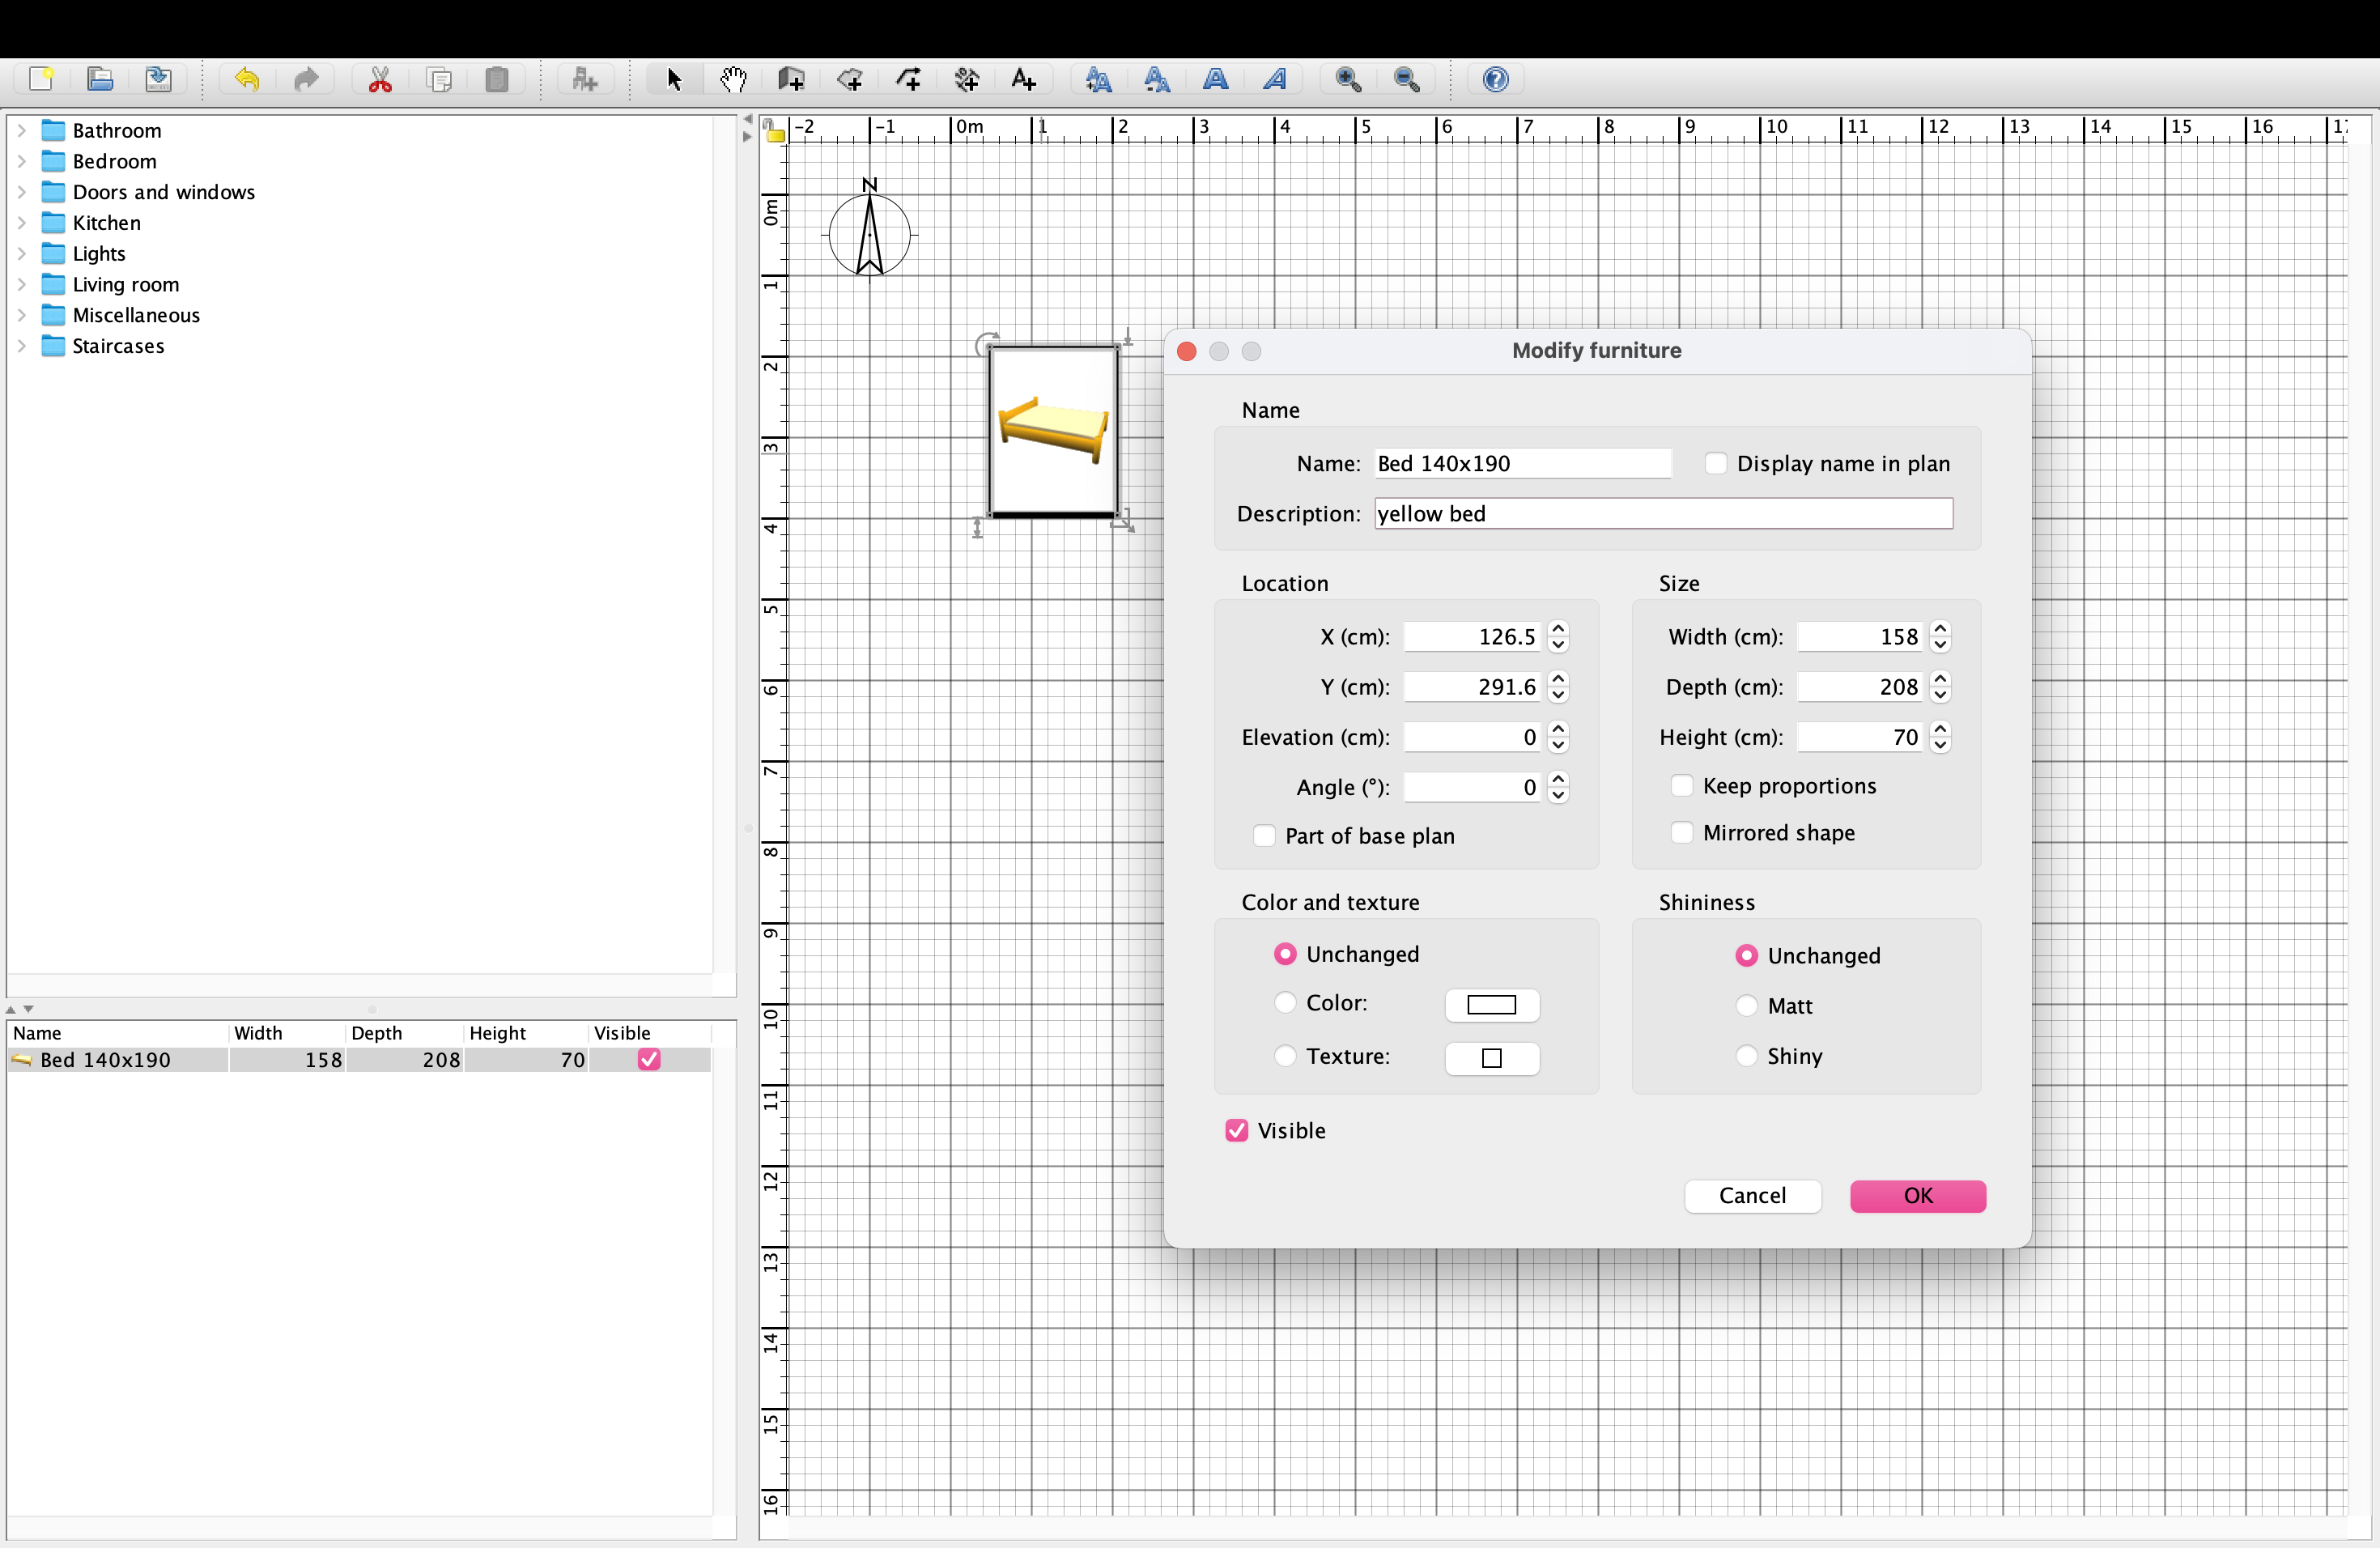 Bathroom
Bedroom
Doors and windows
Kitchen
Lights
Living room
Miscellaneous
Staircases
Name Width Depth Height Visible
Bed 140x190 158 208 70
-2 -1 0m 1 2 3 4 5 6 7 8 9 10 11 12 13 14 15 16
N
0m
1
2
3
4
5
6
7
8
9
10
11
12
13
14
15
16
Modify furniture
Name
Name: Bed 140x190 Display name in plan
Description: yellow bed
Location
X (cm): 126.5
Y (cm): 291.6
Elevation (cm): 0
Angle (°): 0
Part of base plan
Size
Width (cm): 158
Depth (cm): 208
Height (cm): 70
Keep proportions
Mirrored shape
Color and texture
Unchanged
Color:
Texture:
Shininess
Unchanged
Matt
Shiny
Visible
Cancel OK